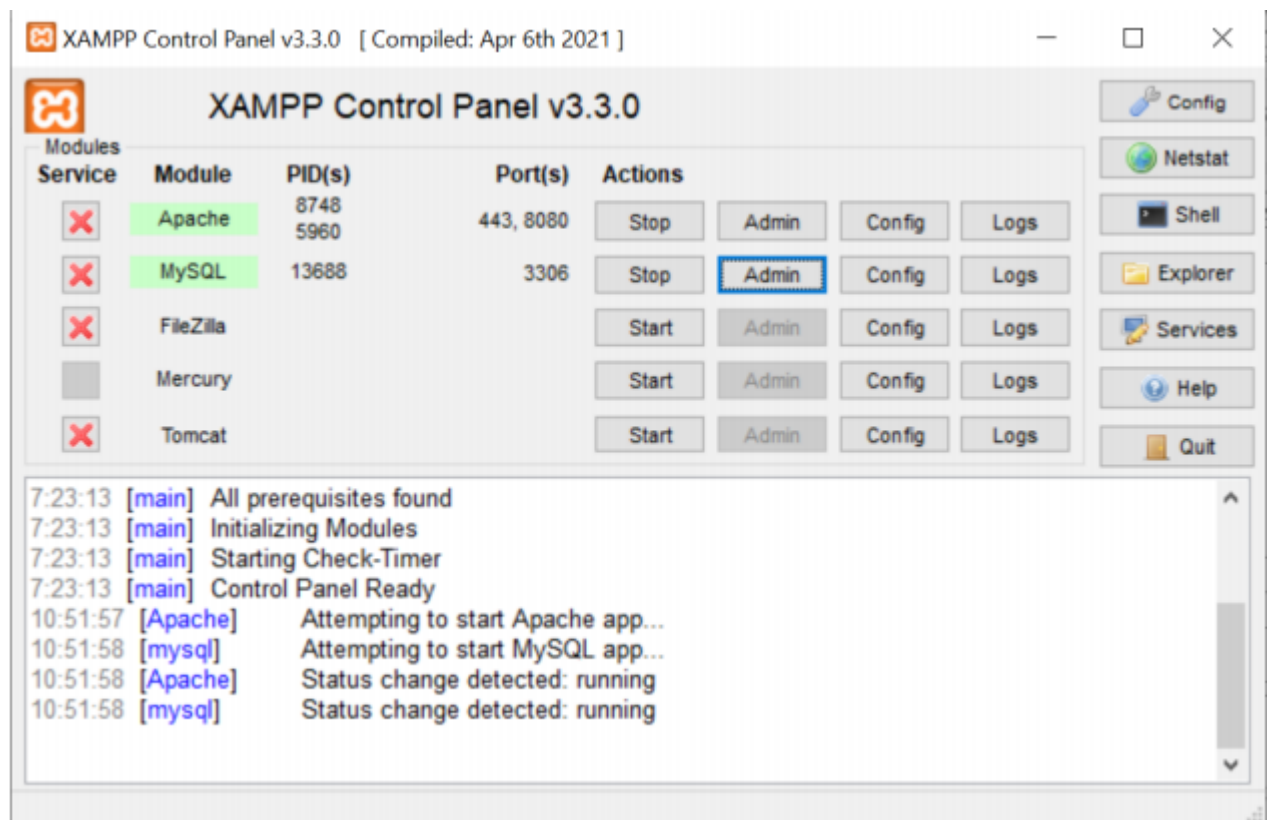 XAMPP Control Panel v3.3.0 [ Compiled: Apr 6th 2021 ]
XAMPP Control Panel v3.3.0
Config
Modules
Netstat
Service Module PID(s) Port(s) Actions
Apache 8748 443, 8080 Stop Admin Config Logs
5960
Shell
MySQL 13688 3306 Stop Admin Config Logs
Explorer
FileZilla Start Admin Config Logs
Services
Mercury Start Admin Config Logs
Help
Tomcat Start Admin Config Logs
Quit
7:23:13 [main] All prerequisites found
7:23:13 [main] Initializing Modules
7:23:13 [main] Starting Check-Timer
7:23:13 [main] Control Panel Ready
10:51:57 [Apache] Attempting to start Apache app...
10:51:58 [mysql] Attempting to start MySQL app...
10:51:58 [Apache] Status change detected: running
10:51:58 [mysql] Status change detected: running